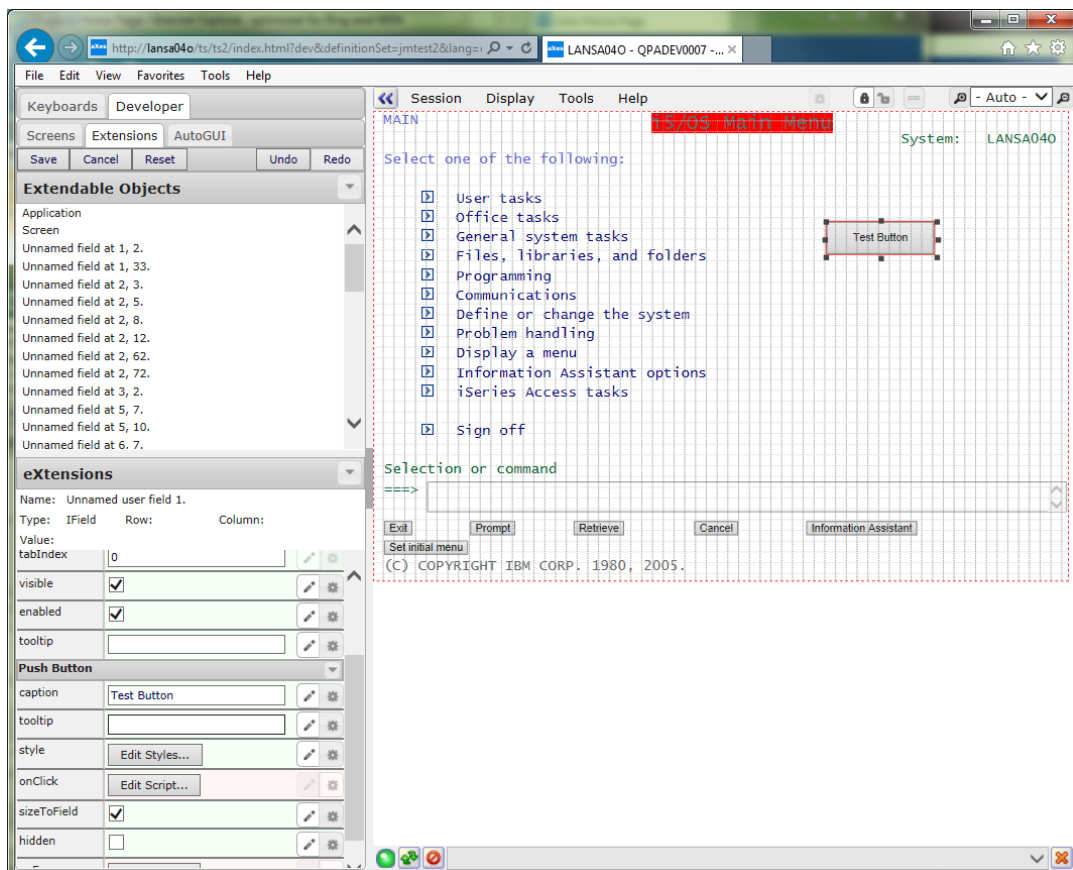 http://lansa04o/ts/ts2/index.html?dev&definitionSet=jmtest2&lang=
LANSA04O - QPADEV0007 -...
File Edit View Favorites Tools Help
Keyboards Developer
Screens Extensions AutoGUI
Save Cancel Reset Undo Redo
Extendable Objects
Application
Screen
Unnamed field at 1, 2.
Unnamed field at 1, 33.
Unnamed field at 2, 3.
Unnamed field at 2, 5.
Unnamed field at 2, 8.
Unnamed field at 2, 12.
Unnamed field at 2, 62.
Unnamed field at 2, 72.
Unnamed field at 3, 2.
Unnamed field at 5, 7.
Unnamed field at 5, 10.
Unnamed field at 6, 7.
eXtensions
Name: Unnamed user field 1.
Type: IField Row: Column:
Value:
tabIndex 0
visible
enabled
tooltip
Push Button
caption Test Button
tooltip
style Edit Styles...
onClick Edit Script...
sizeToField
hidden
Session Display Tools Help
- Auto -
MAIN i5/OS Main Menu
System: LANSA04O
Select one of the following:
User tasks
Office tasks
General system tasks
Files, libraries, and folders
Programming
Communications
Define or change the system
Problem handling
Display a menu
Information Assistant options
iSeries Access tasks
Sign off
Test Button
Selection or command
===>
Exit Prompt Retrieve Cancel Information Assistant
Set initial menu
(C) COPYRIGHT IBM CORP. 1980, 2005.